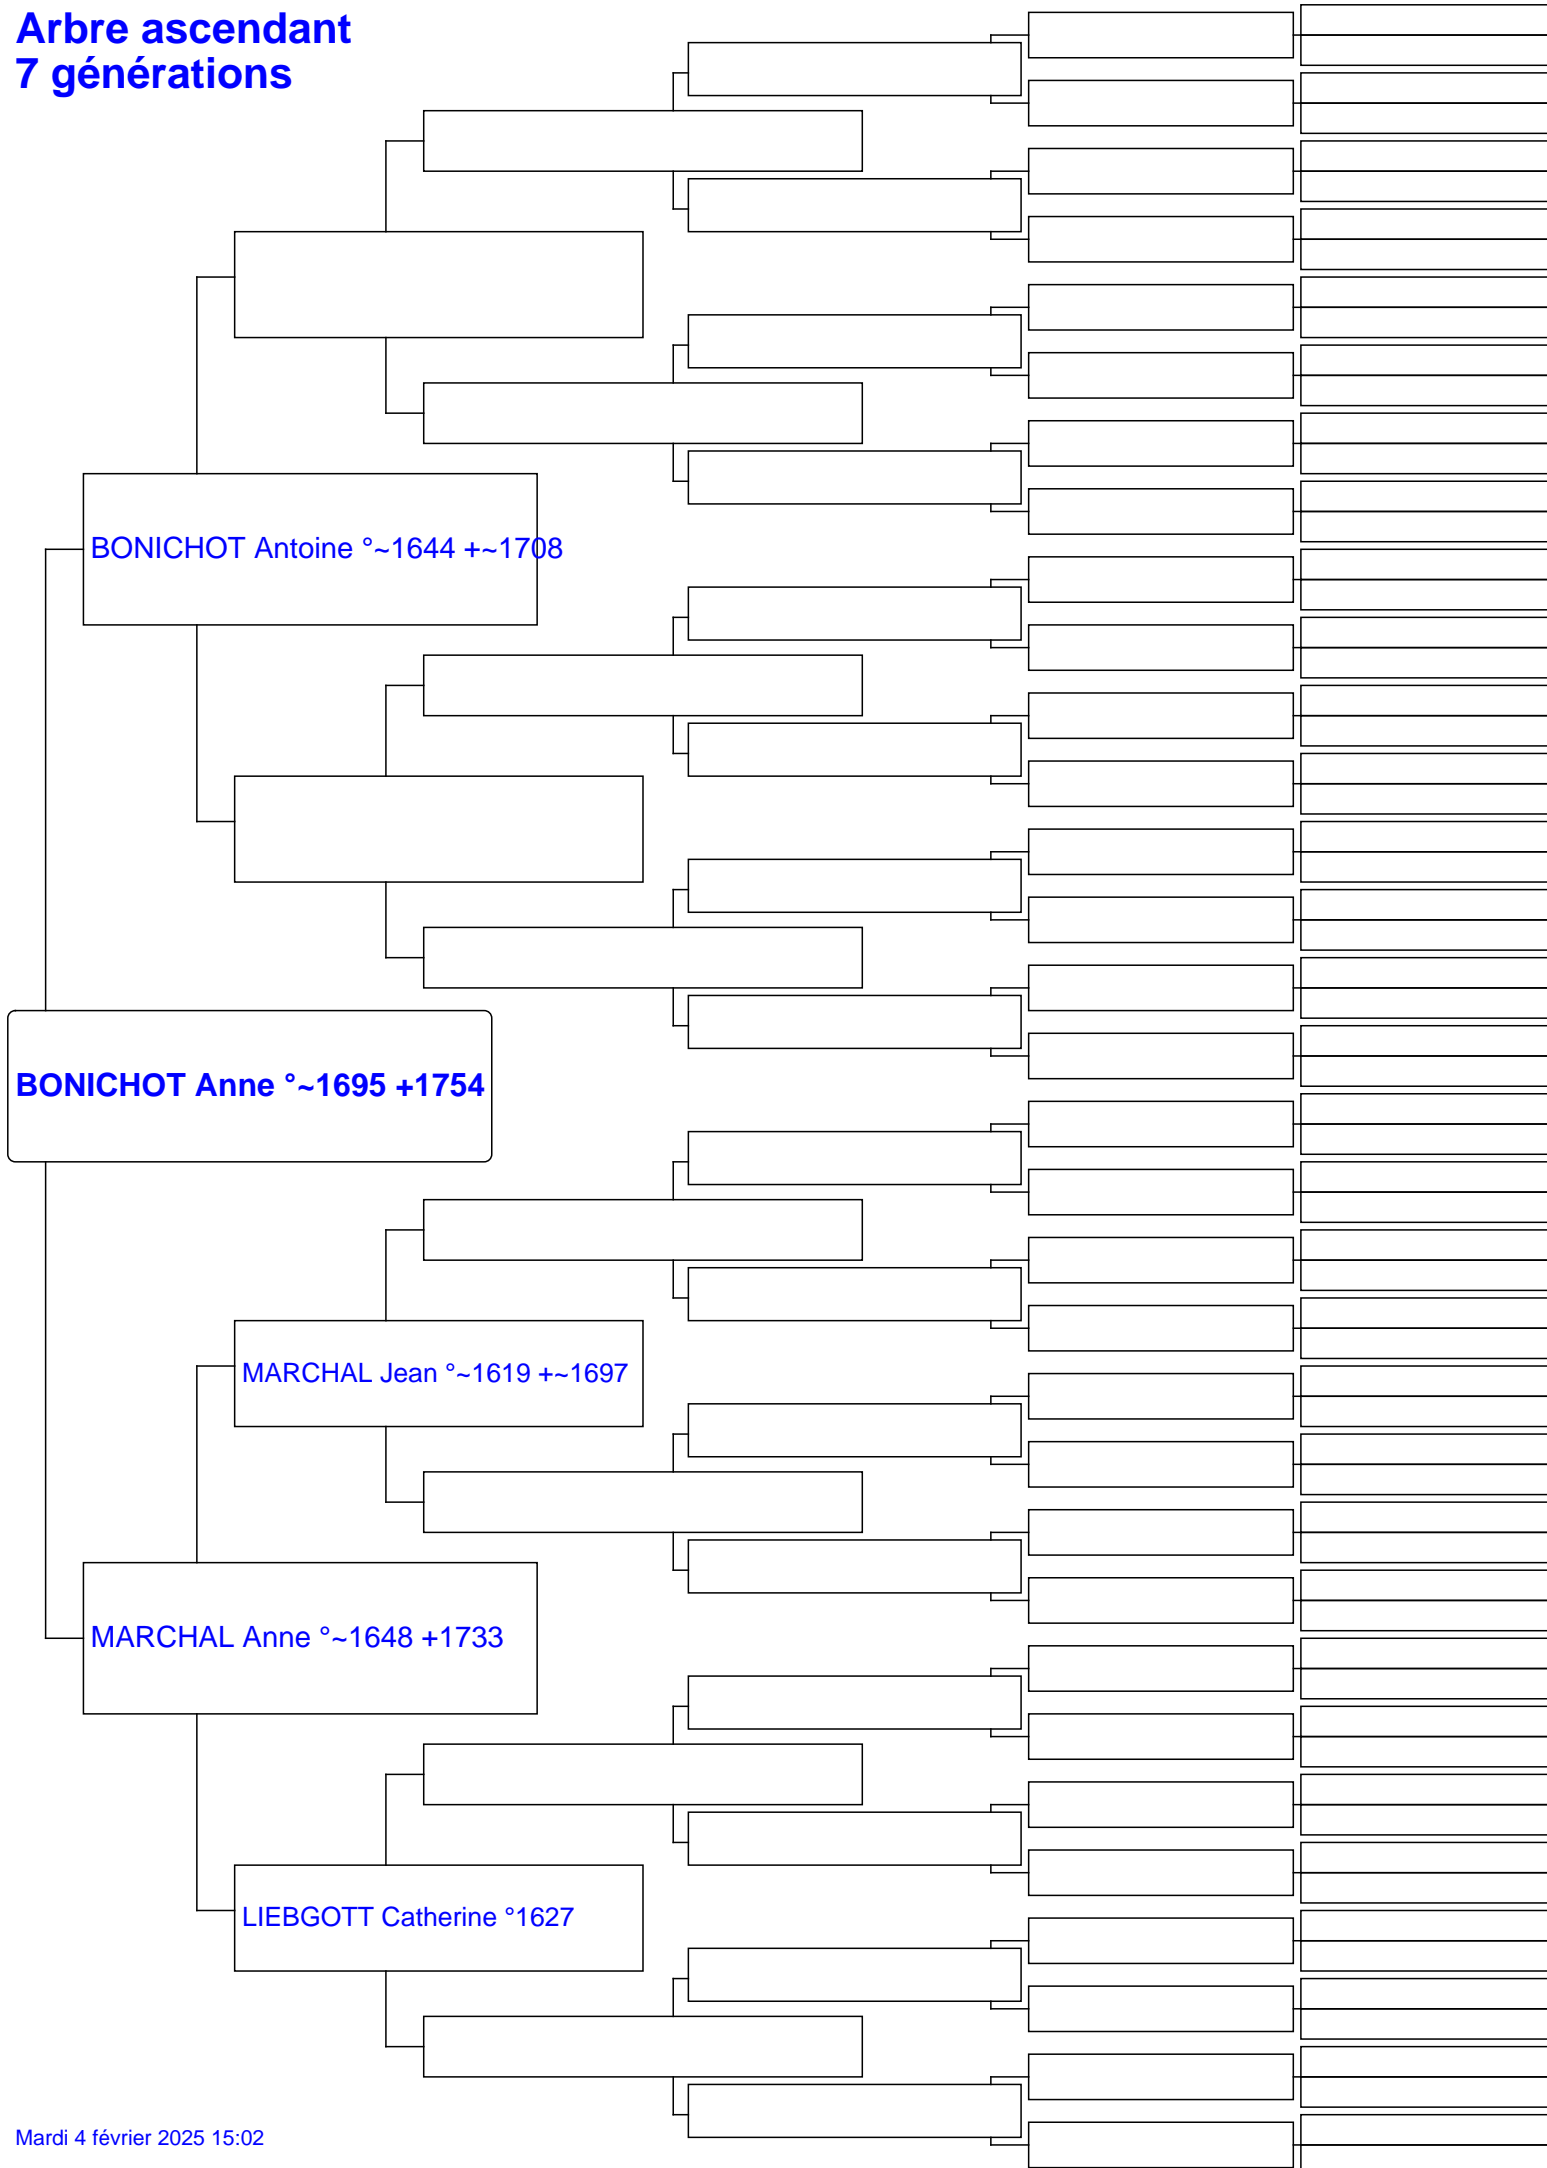 Arbre ascendant
7 générations
BONICHOT Antoine °~1644 +~1708
BONICHOT Anne °~1695 +1754
MARCHAL Jean °~1619 +~1697
MARCHAL Anne °~1648 +1733
LIEBGOTT Catherine °1627
Mardi 4 février 2025 15:02